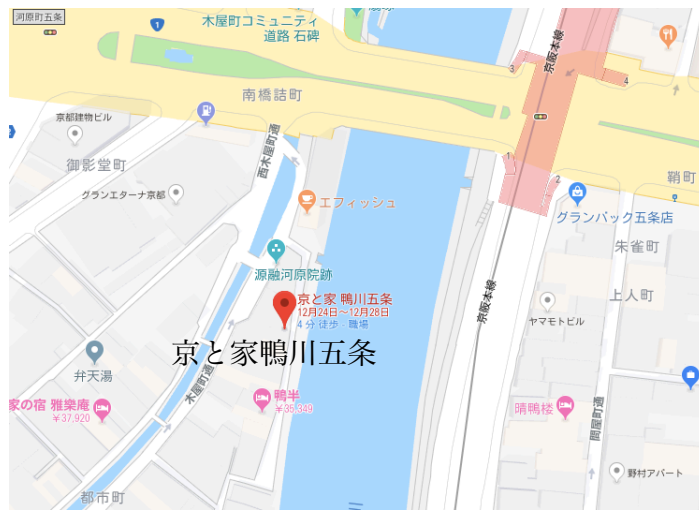 河原町五条
1
木屋町コミュニティ
道路 石碑
京阪本線
3
4
南橋詰町
京都建物ビル
御影堂町
西木屋町通
1
2
鞘町
グランエターナ京都
エフィッシュ
グランバック五条店
朱雀町
源融河原院跡
京と家 鴨川五条
12月24日～12月28日
4 分 徒歩 - 職場
京阪本線
上人町
ヤマモトビル
京と家鴨川五条
弁天湯
木屋町通
鴨半
￥35,349
家の宿 雅樂庵
￥37,920
晴鴨楼
問屋町通
野村アパート
都市町